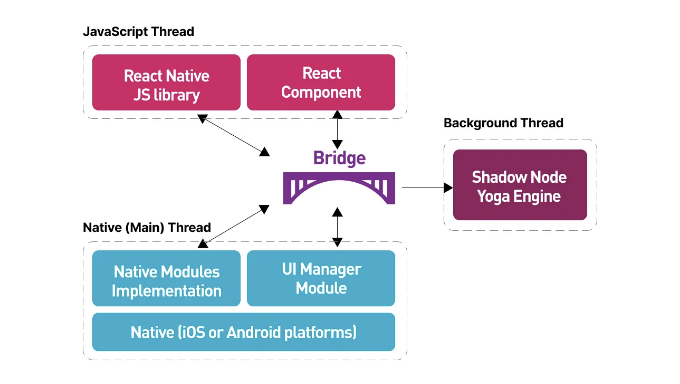 JavaScript Thread
React Native
JS library
React
Component
Background Thread
Bridge
Shadow Node
Yoga Engine
Native (Main) Thread
Native Modules
Implementation
UI Manager
Module
Native (iOS or Android platforms)